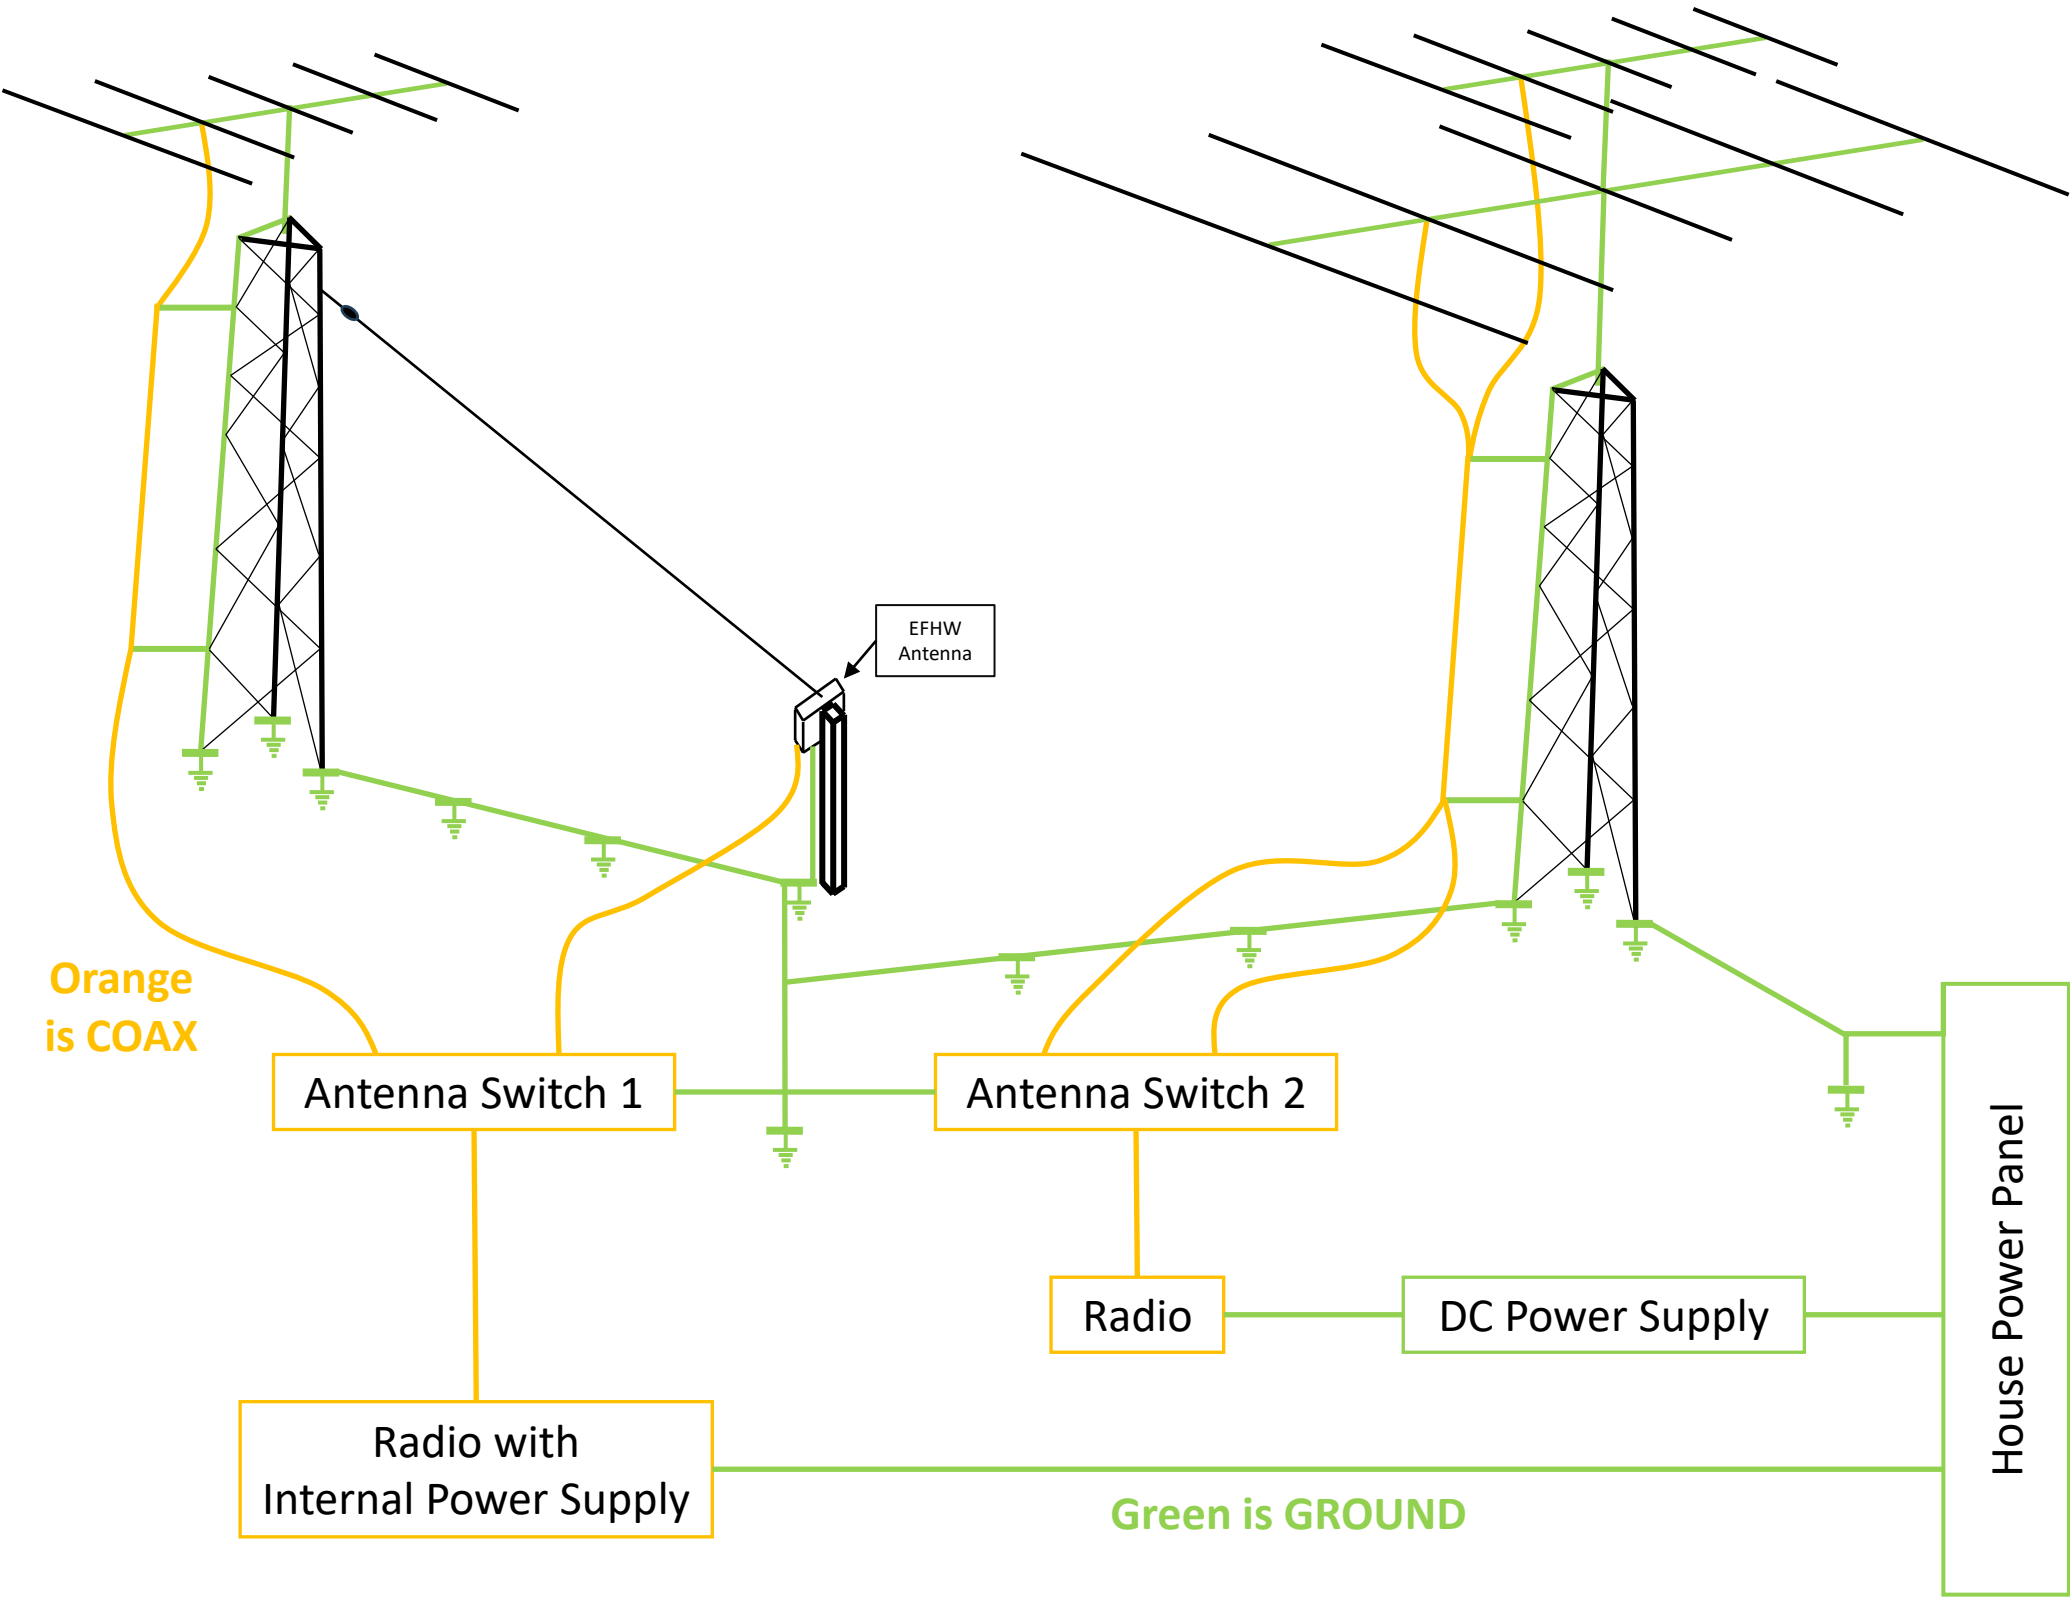 EFHW
Antenna
Orange
is COAX
Antenna Switch 1
Antenna Switch 2
House Power Panel
Radio
DC Power Supply
Radio with
Internal Power Supply
Green is GROUND